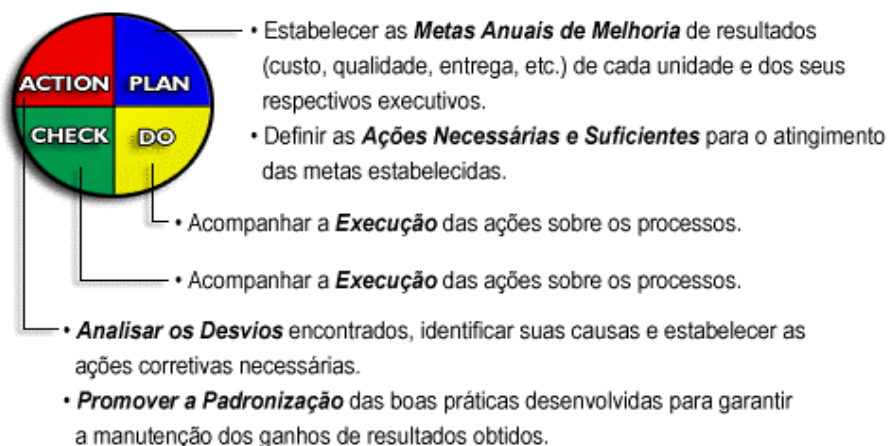 ACTION PLAN
CHECK DO
• Estabelecer as Metas Anuais de Melhoria de resultados
(custo, qualidade, entrega, etc.) de cada unidade e dos seus
respectivos executivos.
• Definir as Ações Necessárias e Suficientes para o atingimento
das metas estabelecidas.
• Acompanhar a Execução das ações sobre os processos.
• Acompanhar a Execução das ações sobre os processos.
• Analisar os Desvios encontrados, identificar suas causas e estabelecer as
ações corretivas necessárias.
• Promover a Padronização das boas práticas desenvolvidas para garantir
a manutenção dos ganhos de resultados obtidos.